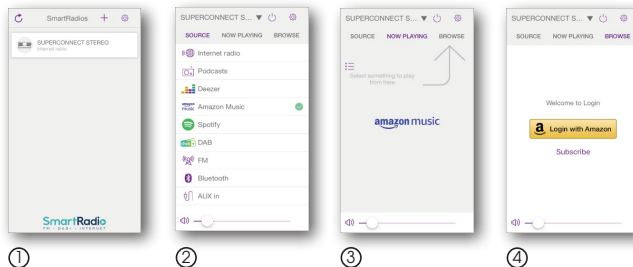 SmartRadios
SUPERCONNECT STEREO
Internet radio
SmartRadio
FM · DAB+ · INTERNET
①
SUPERCONNECT S...
SOURCE NOW PLAYING BROWSE
Internet radio
Podcasts
Deezer
amazon music
Amazon Music
Spotify
DAB
FM
Bluetooth
AUX in
②
SUPERCONNECT S...
SOURCE NOW PLAYING BROWSE
Select something to play
from here
amazon music
③
SUPERCONNECT S...
SOURCE NOW PLAYING BROWSE
Welcome to Login
a Login with Amazon
Subscribe
④